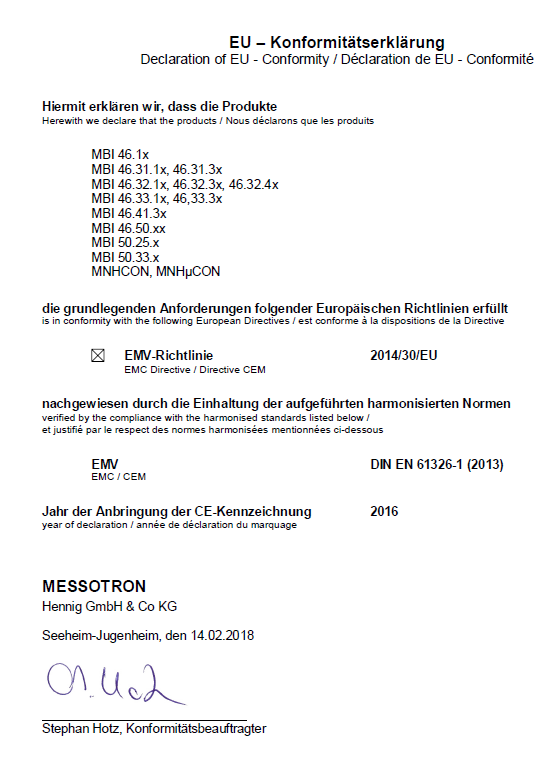 EU – Konformitätserklärung
Declaration of EU - Conformity / Déclaration de EU - Conformité
Hiermit erklären wir, dass die Produkte
Herewith we declare that the products / Nous déclarons que les produits
MBI 46.1x
MBI 46.31.1x, 46.31.3x
MBI 46.32.1x, 46.32.3x, 46.32.4x
MBI 46.33.1x, 46,33.3x
MBI 46.41.3x
MBI 46.50.xx
MBI 50.25.x
MBI 50.33.x
MNHCON, MNHµCON
die grundlegenden Anforderungen folgender Europäischen Richtlinien erfüllt
is in conformity with the following European Directives / est conforme à la dispositions de la Directive
☒ EMV-Richtlinie 2014/30/EU
EMC Directive / Directive CEM
nachgewiesen durch die Einhaltung der aufgeführten harmonisierten Normen
verified by the compliance with the harmonised standards listed below /
et justifié par le respect des normes harmonisées mentionnées ci-dessous
EMV DIN EN 61326-1 (2013)
EMC / CEM
Jahr der Anbringung der CE-Kennzeichnung 2016
year of declaration / année de déclaration du marquage
MESSOTRON
Hennig GmbH & Co KG
Seeheim-Jugenheim, den 14.02.2018
Stephan Hotz, Konformitätsbeauftragter